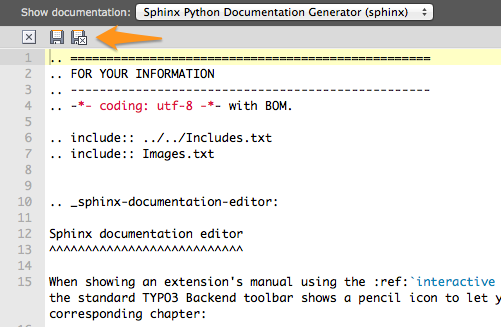 Show documentation: Sphinx Python Documentation Generator (sphinx)
1 .. ==================================================
2 .. FOR YOUR INFORMATION
3 .. --------------------------------------------------
4 .. -*- coding: utf-8 -*- with BOM.
5
6 .. include:: ../../Includes.txt
7 .. include:: Images.txt
8
9
10 .. _sphinx-documentation-editor:
11
12 Sphinx documentation editor
13 ^^^^^^^^^^^^^^^^^^^^^^^^^^^
14
15 When showing an extension's manual using the :ref:`interactive
the standard TYPO3 Backend toolbar shows a pencil icon to let y
corresponding chapter: